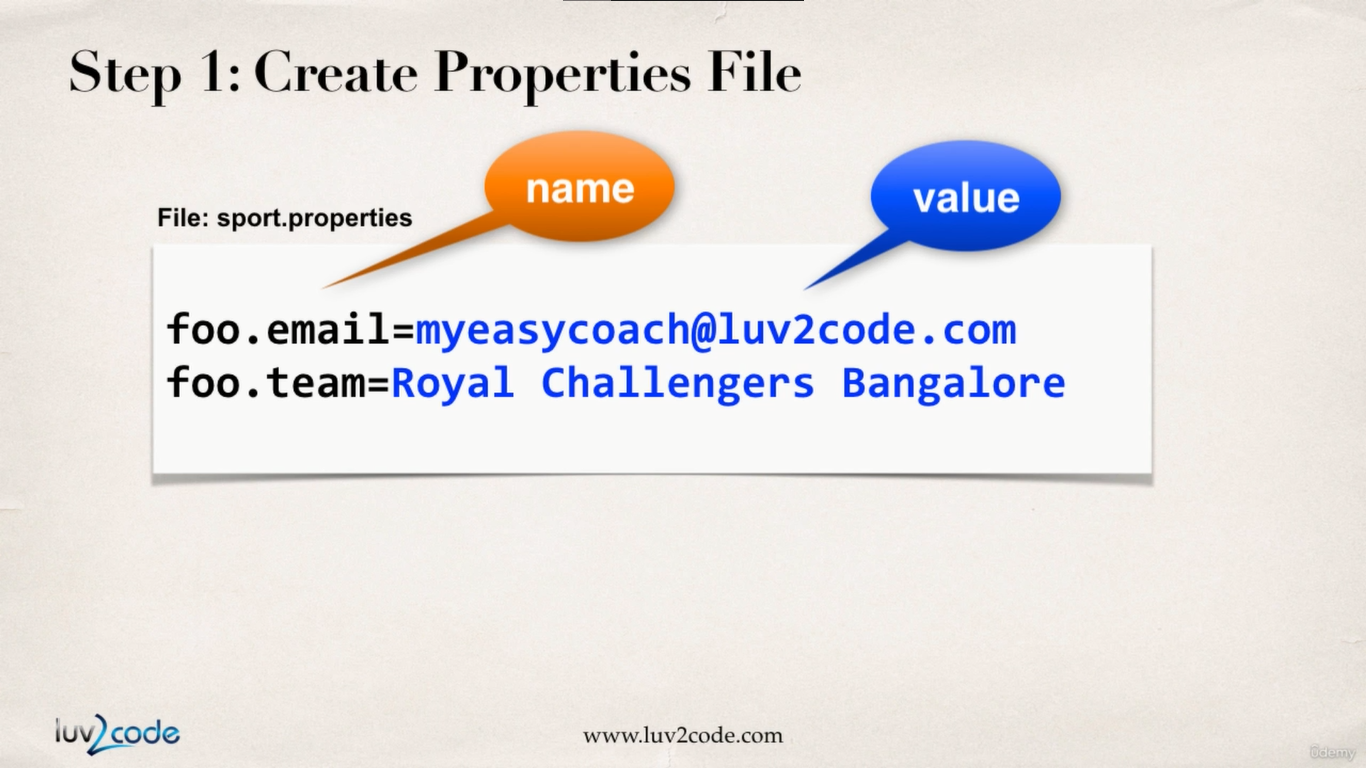 Step 1: Create Properties File
name
value
File: sport.properties
foo.email=myeasycoach@luv2code.com
foo.team=Royal Challengers Bangalore
luv2code
www.luv2code.com
ûdemy